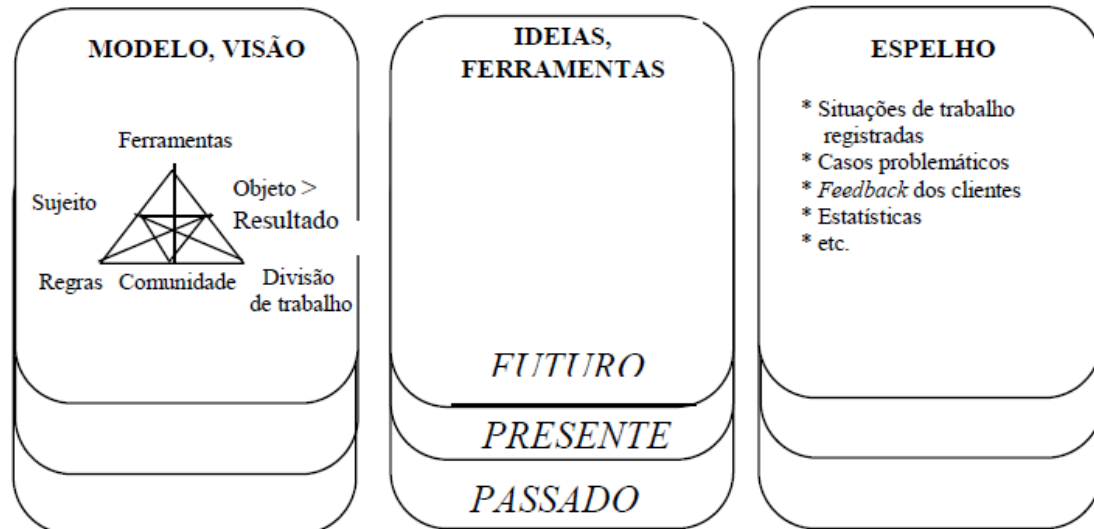 MODELO, VISÃO
Ferramentas
Sujeito
Objeto >
Resultado
Regras
Comunidade
Divisão
de trabalho
IDEIAS,
FERRAMENTAS
FUTURO
PRESENTE
PASSADO
ESPELHO
* Situações de trabalho
registradas
* Casos problemáticos
* Feedback dos clientes
* Estatísticas
* etc.